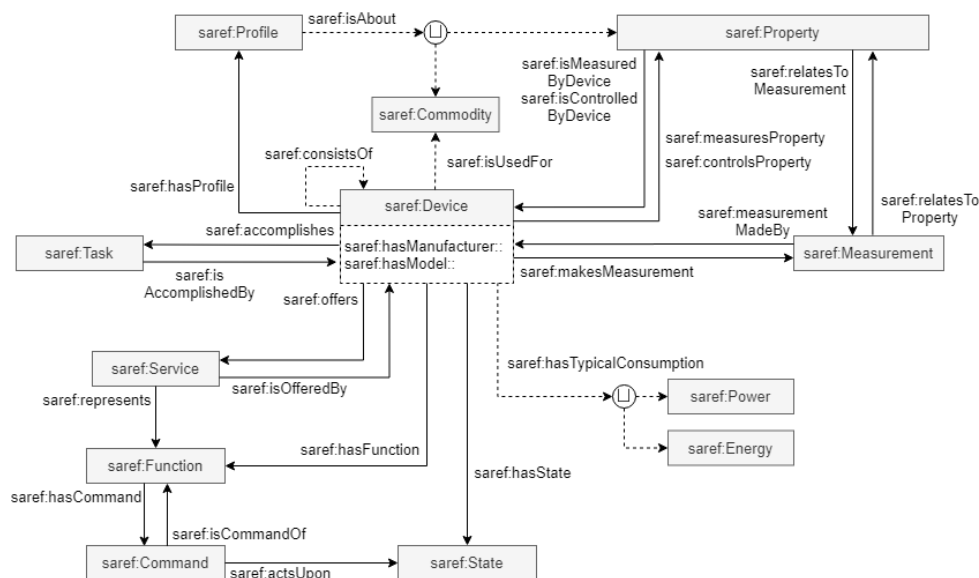 saref:Profile
saref:isAbout
saref:Property
saref:isMeasured
ByDevice
saref:isControlled
ByDevice
saref:relatesTo
Measurement
saref:Commodity
saref:measuresProperty
saref:controlsProperty
saref:consistsOf
saref:isUsedFor
saref:hasProfile
saref:relatesTo
Property
saref:Device
saref:hasManufacturer::
saref:hasModel::
saref:accomplishes
saref:measurement
MadeBy
saref:Task
saref:Measurement
saref:is
AccomplishedBy
saref:makesMeasurement
saref:offers
saref:Service
saref:isOfferedBy
saref:hasTypicalConsumption
saref:represents
saref:Power
saref:hasFunction
saref:Energy
saref:Function
saref:hasState
saref:hasCommand
saref:isCommandOf
saref:Command
saref:actsUpon
saref:State